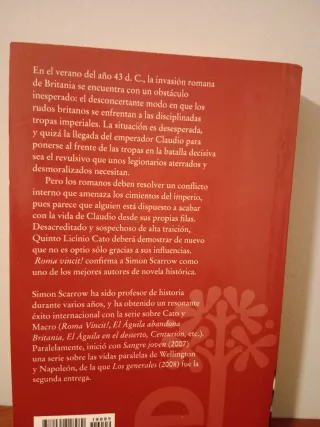 En el verano del año 43 d. C., la invasión romana
de Britania se encuentra con un obstáculo
inesperado: el desconcertante modo en que los
rudos britanos se enfrentan a las disciplinadas
tropas imperiales. La situación es desesperada,
y quizá la llegada del emperador Claudio para
ponerse al frente de las tropas en la batalla decisiva
sea el revulsivo que unos legionarios aterrados y
desmoralizados necesitan.
Pero los romanos deben resolver un conflicto
interno que amenaza los cimientos del imperio,
pues parece que alguien está dispuesto a acabar
con la vida de Claudio desde sus propias filas.
Desacreditado y sospechoso de alta traición,
Quinto Licinio Cato deberá demostrar de nuevo
que no es optio sólo gracias a sus influencias.
Roma vincit! confirma a Simon Scarrow como
uno de los mejores autores de novela histórica.
Simon Scarrow ha sido profesor de historia
durante varios años, y ha obtenido un resonante
éxito internacional con la serie sobre Cato y
Macro (Roma Vincit!, El Águila abandona
Britania, El Águila en el desierto, Centurión, etc.).
Paralelamente, inició con Sangre joven (2007)
una serie sobre las vidas paralelas de Wellington
y Napoleón, de la que Los generales (2008) fue la
segunda entrega.